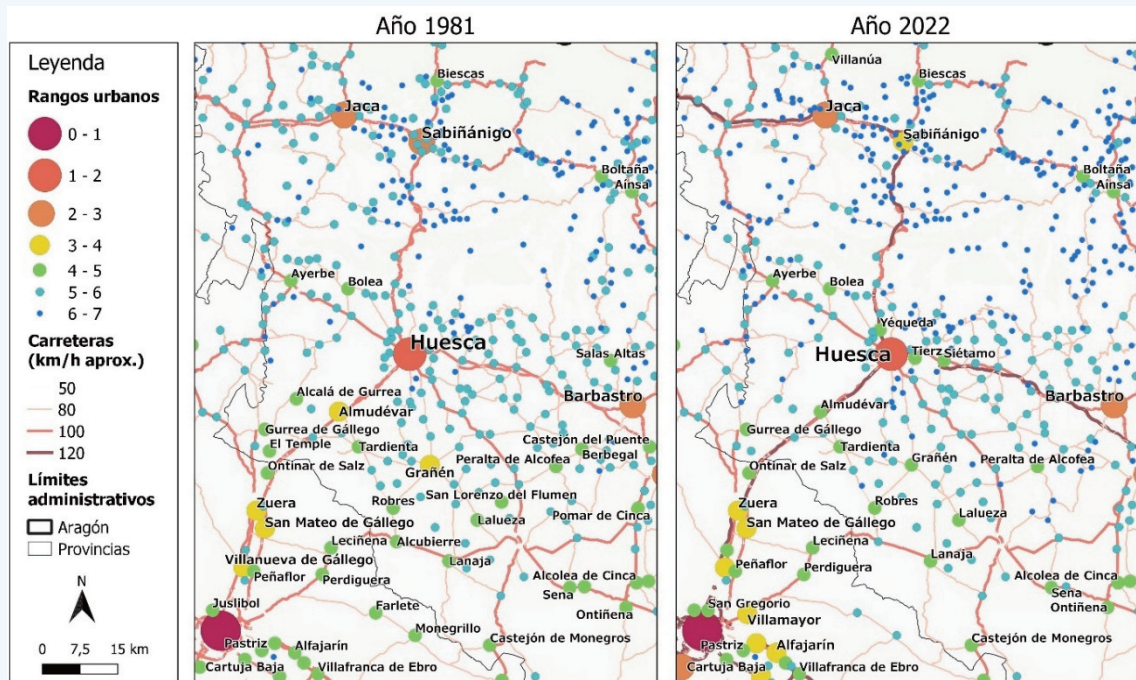 Año 1981
Año 2022
Leyenda
Rangos urbanos
0 - 1
1 - 2
2 - 3
3 - 4
4 - 5
5 - 6
6 - 7
Carreteras
(km/h aprox.)
50
80
100
120
Límites
administrativos
Aragón
Provincias
N
0 7,5 15 km
Biescas
Jaca
Sabiñánigo
Boltaña
Aínsa
Ayerbe
Bolea
Huesca
Salas Altas
Alcalá de Gurrea
Barbastro
Almudévar
Gurrea de Gállego
El Temple
Tardienta
Castejón del Puente
Berbegal
Grañén
Peralta de Alcofea
Ontínar de Salz
Zuera
Robres
San Lorenzo del Flumen
San Mateo de Gállego
Lalueza
Pomar de Cinca
Leciñena
Alcubierre
Villanueva de Gállego
Lanaja
Peñaflor
Perdiguera
Alcolea de Cinca
Sena
Juslibol
Farlete
Ontiñena
Monegrillo
Pastriz
Alfajarín
Castejón de Monegros
Cartuja Baja
Villafranca de Ebro
Villanúa
Biescas
Jaca
Sabiñánigo
Boltaña
Aínsa
Ayerbe
Bolea
Yéqueda
Huesca
Tierz
Siétamo
Barbastro
Almudévar
Gurrea de Gállego
Tardienta
Grañén
Peralta de Alcofea
Ontínar de Salz
Zuera
Robres
San Mateo de Gállego
Lalueza
Leciñena
Lanaja
Peñaflor
Perdiguera
Alcolea de Cinca
Sena
San Gregorio
Ontiñena
Villamayor
Pastriz
Alfajarín
Castejón de Monegros
Cartuja Baja
Villafranca de Ebro